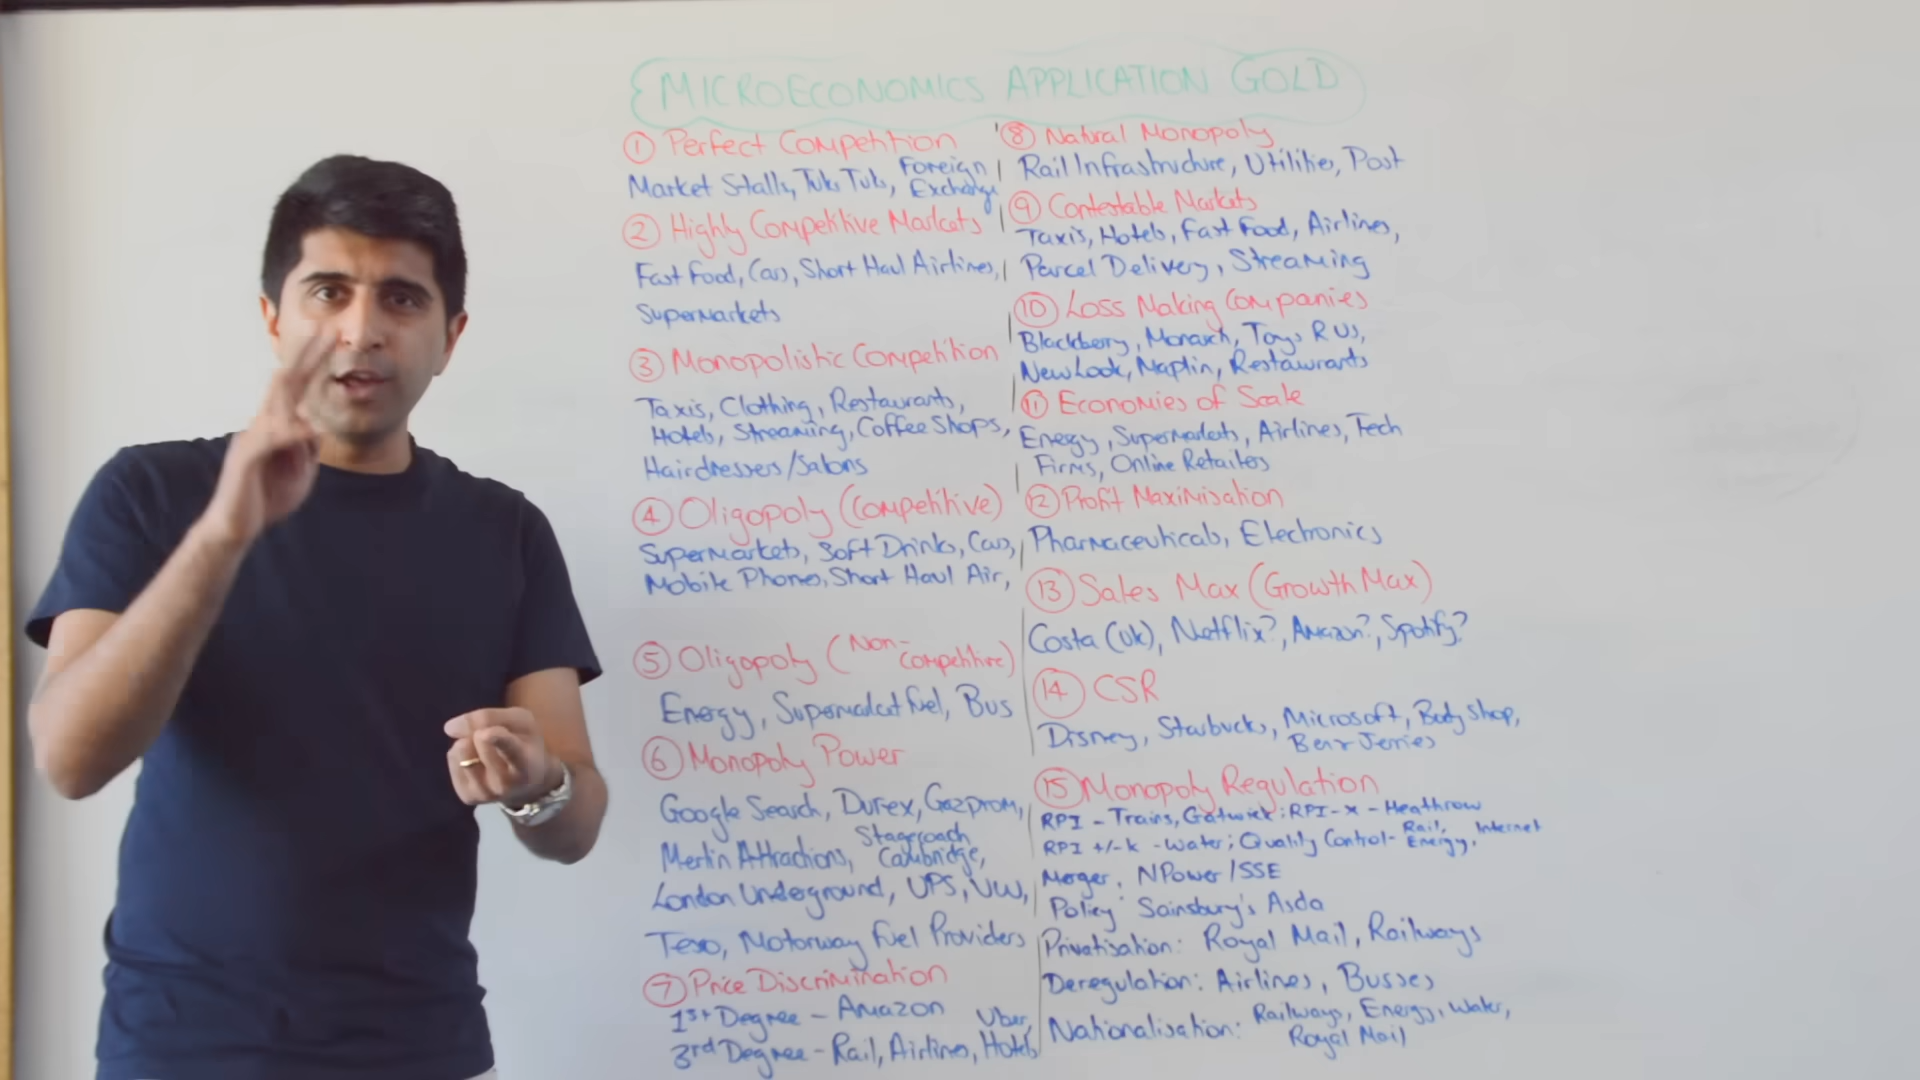 MICROECONOMICS APPLICATION GOLD
① Perfect Competition
Market Stalls, Tuk Tuks, Foreign Exchange
② Highly Competitive Markets
Fast Food, Cars, Short Haul Airlines,
Supermarkets
③ Monopolistic Competition
Taxis, Clothing, Restaurants,
Hotels, Streaming, Coffee Shops,
Hairdressers/Salons
④ Oligopoly (Competitive)
Supermarkets, Soft Drinks, Cars,
Mobile Phones, Short Haul Air,
⑤ Oligopoly (Non-Competitive)
Energy, Supermarket fuel, Bus
⑥ Monopoly Power
Google Search, Durex, Gazprom,
Merlin Attractions, Stagecoach Cambridge,
London Underground, UPS, VW,
Tesco, Motorway Fuel Providers
⑦ Price Discrimination
1st Degree - Amazon
3rd Degree - Rail, Airlines, Hotels Uber,
⑧ Natural Monopoly
Rail Infrastructure, Utilities, Post
⑨ Contestable Markets
Taxis, Hotels, Fast Food, Airlines,
Parcel Delivery, Streaming
⑩ Loss Making Companies
Blackberry, Monarch, Toys R Us,
New Look, Maplin, Restaurants
⑪ Economies of Scale
Energy, Supermarkets, Airlines, Tech
Firms, Online Retailers
⑫ Profit Maximisation
Pharmaceuticals, Electronics
⑬ Sales Max (Growth Max)
Costa (UK), Netflix?, Amazon?, Spotify?
⑭ CSR
Disney, Starbucks, Microsoft, Body Shop,
Ben + Jerries
⑮ Monopoly Regulation
RPI - Trains, Gatwick; RPI-X - Heathrow
RPI +/- K - Water; Quality Control - Rail, Energy, Internet
Merger NPower/SSE
Policy: Sainsbury's Asda
Privatisation: Royal Mail, Railways
Deregulation: Airlines, Busses
Nationalisation: Railways, Energy, Water,
Royal Mail